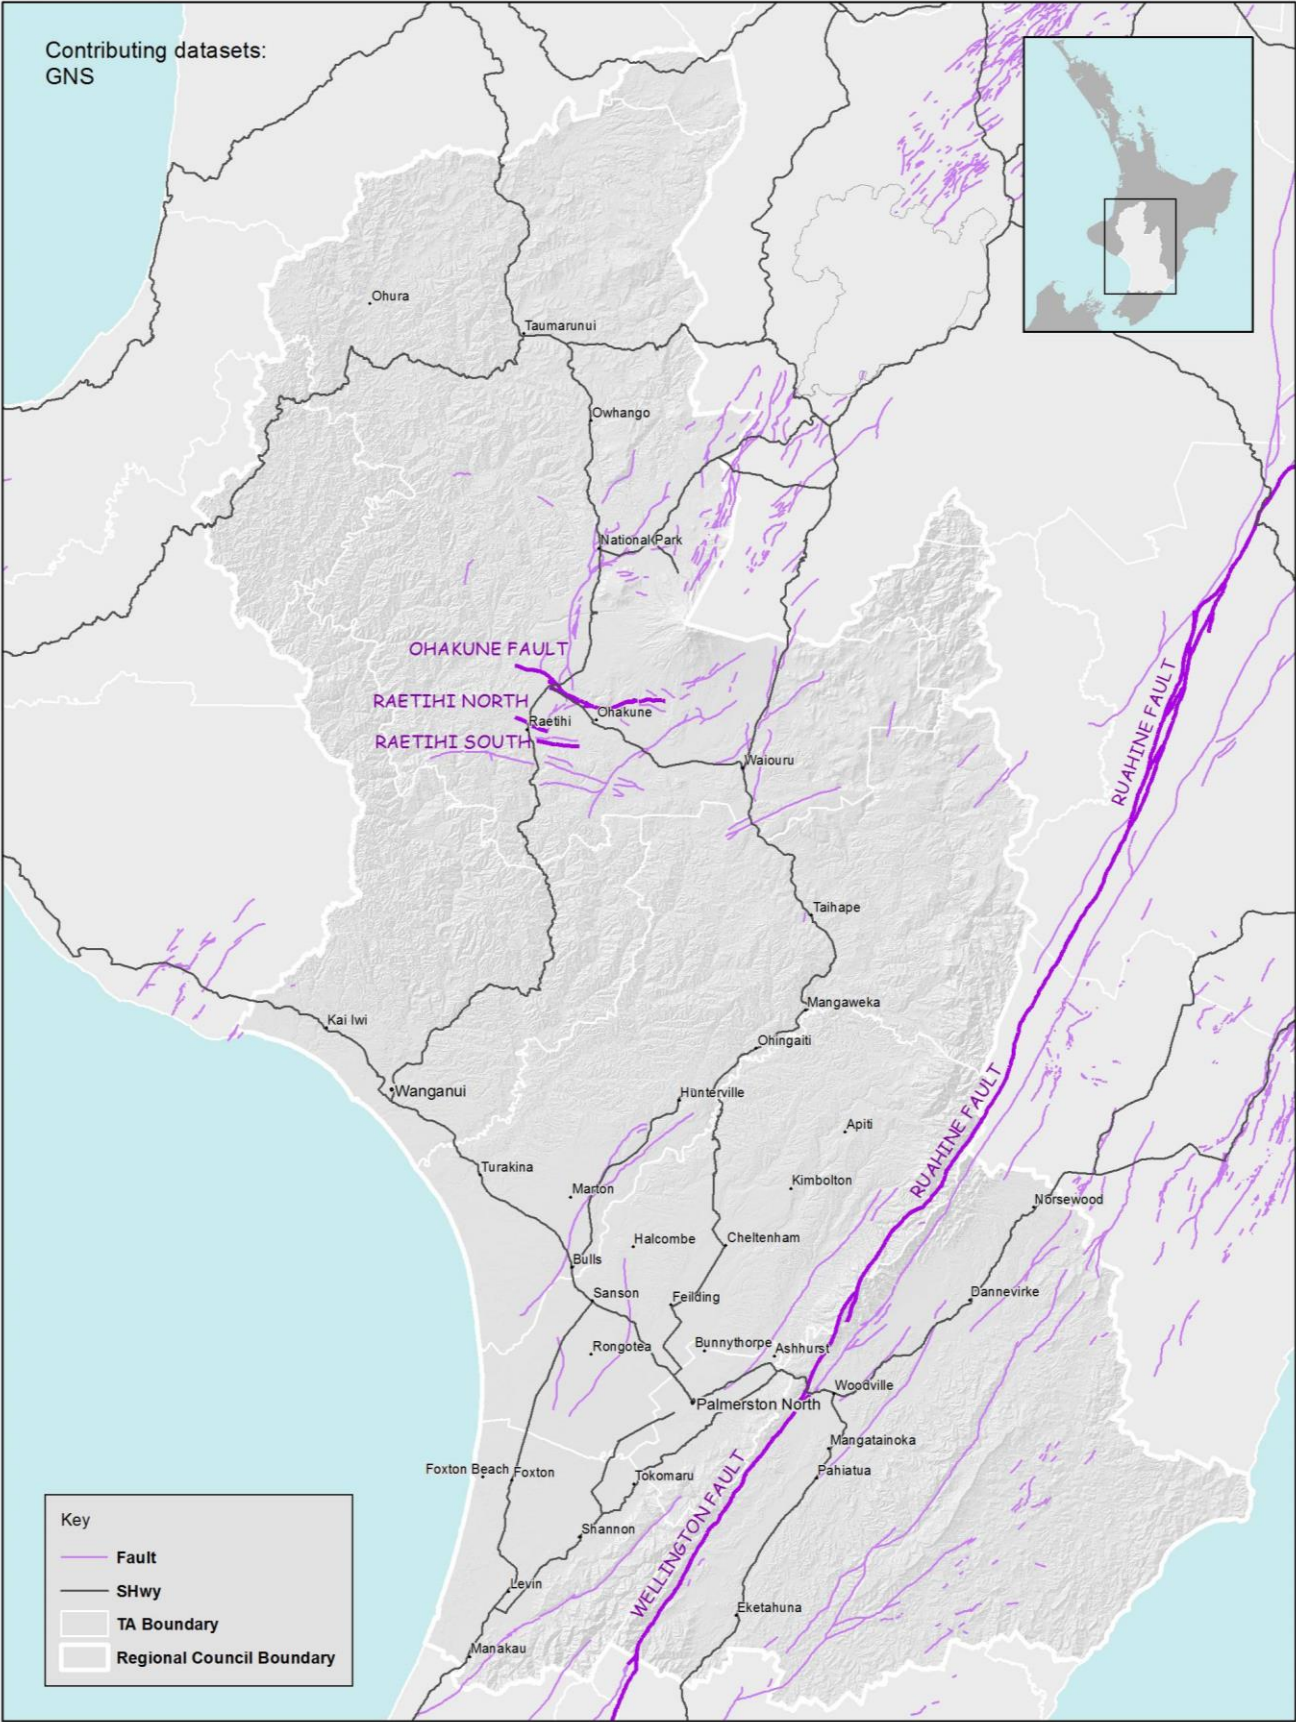 Contributing datasets:
GNS
Ohura
Taumarunui
Owhango
National Park
OHAKUNE FAULT
RAETIHI NORTH
Ohakune
Raetihi
RAETIHI SOUTH
Waiouru
RUAHINE FAULT
Taihape
Mangaweka
Kai Iwi
Ohingaiti
Wanganui
Hunterville
RUAHINE FAULT
Apiti
Turakina
Kimbolton
Marton
Norsewood
Halcombe
Cheltenham
Bulls
Sanson
Feilding
Dannevirke
Rongotea
Bunnythorpe
Ashhurst
Woodville
Palmerston North
Mangatainoka
Foxton Beach
Foxton
Tokomaru
Pahiatua
WELLINGTON FAULT
Shannon
Levin
Eketahuna
Manakau
Key
Fault
SHwy
TA Boundary
Regional Council Boundary